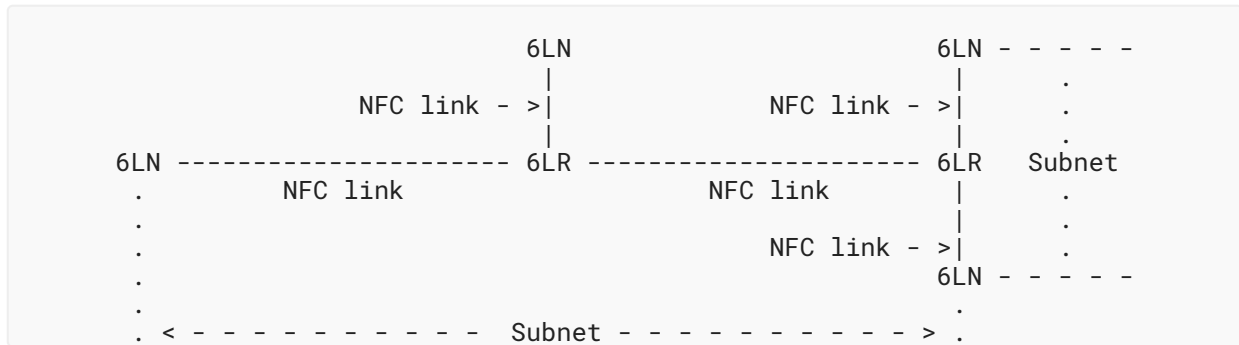 6LN 6LN - - - - -
| | .
NFC link - >| NFC link - >| .
| | .
6LN ---------------------- 6LR ---------------------- 6LR Subnet
. NFC link NFC link | .
. | .
. NFC link - >| .
. 6LN - - - - -
. .
. < - - - - - - - - - - Subnet - - - - - - - - - - > .